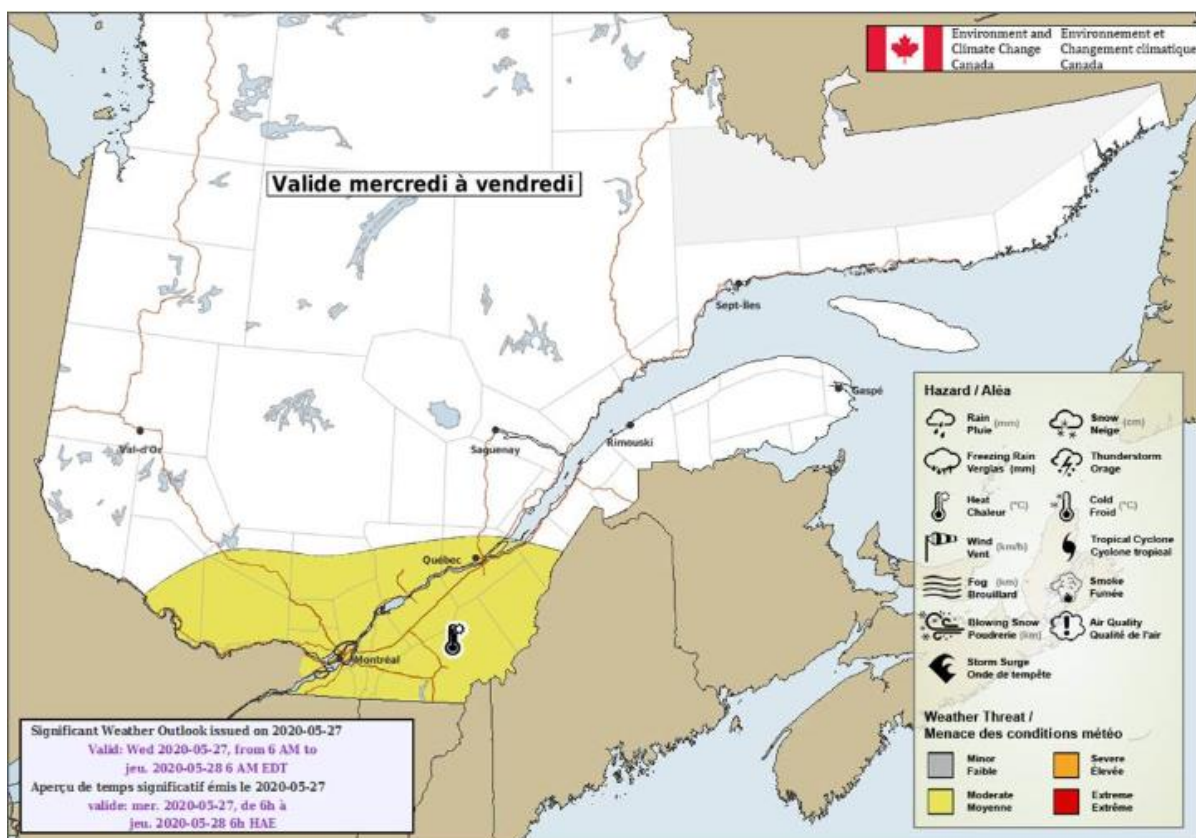 Environment and Environnement et
Climate Change Changement climatique
Canada Canada
Valide mercredi à vendredi
Sept-Îles
Gaspé
Val-d'Or
Saguenay
Rimouski
Québec
Montréal
Hazard / Aléa
Rain (mm)
Pluie
Snow (cm)
Neige
Freezing Rain
Verglas (mm)
Thunderstorm
Orage
Heat (°C)
Chaleur
Cold (°C)
Froid
Wind (km/h)
Vent
Tropical Cyclone
Cyclone tropical
Fog (km)
Brouillard
Smoke
Fumée
Blowing Snow
Poudrerie (km)
Air Quality
Qualité de l'air
Storm Surge
Onde de tempête
Weather Threat /
Menace des conditions météo
Minor
Faible
Severe
Élevée
Moderate
Moyenne
Extreme
Extrême
Significant Weather Outlook issued on 2020-05-27
Valid: Wed 2020-05-27, from 6 AM to
jeu. 2020-05-28 6 AM EDT
Aperçu de temps significatif émis le 2020-05-27
valide: mer. 2020-05-27, de 6h à
jeu. 2020-05-28 6h HAE